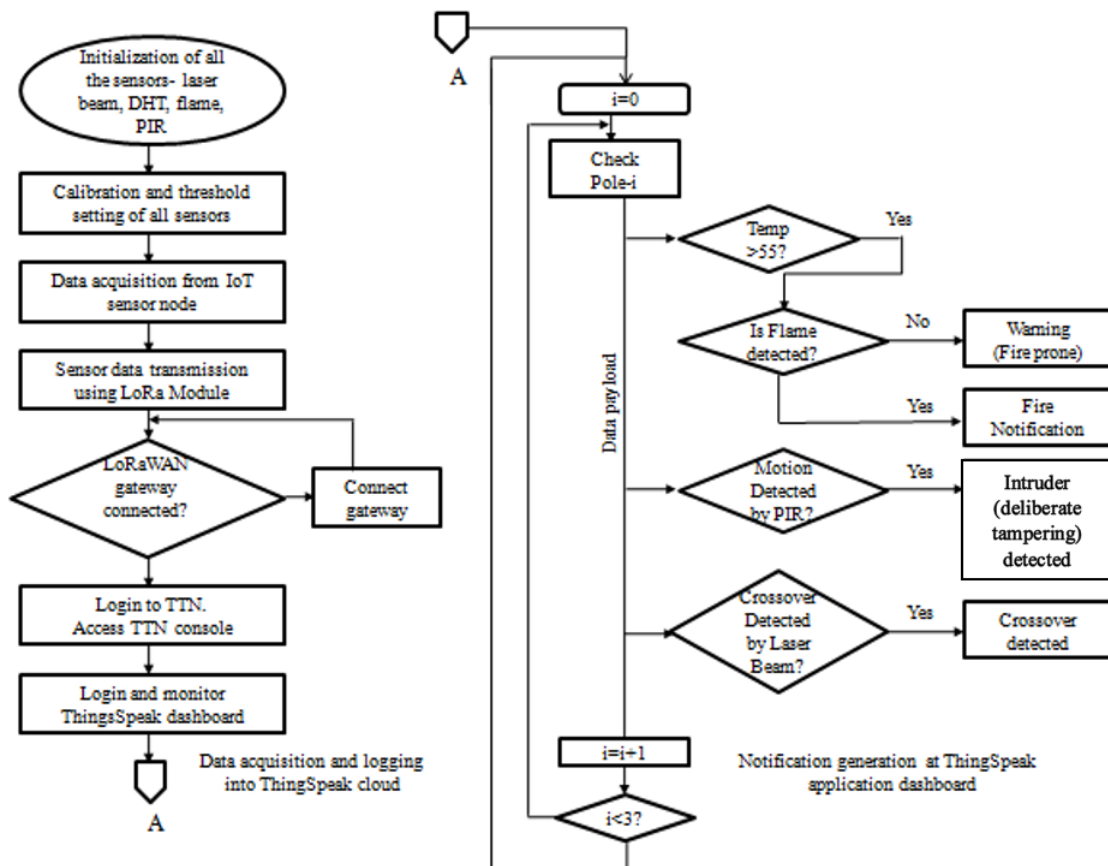 Initialization of all
the sensors- laser
beam, DHT, flame,
PIR
Calibration and threshold
setting of all sensors
Data acquisition from IoT
sensor node
Sensor data transmission
using LoRa Module
LoRaWAN
gateway
connected?
Connect
gateway
Login to TTN.
Access TTN console
Login and monitor
ThingsSpeak dashboard
A
Data acquisition and logging
into ThingSpeak cloud
A
i=0
Check
Pole-i
Data payload
Temp
>55?
Yes
Is Flame
detected?
No
Warning
(Fire prone)
Yes
Fire
Notification
Motion
Detected
by PIR?
Yes
Intruder
(deliberate
tampering)
detected
Crossover
Detected
by Laser
Beam?
Yes
Crossover
detected
i=i+1
i<3?
Notification generation at ThingSpeak
application dashboard